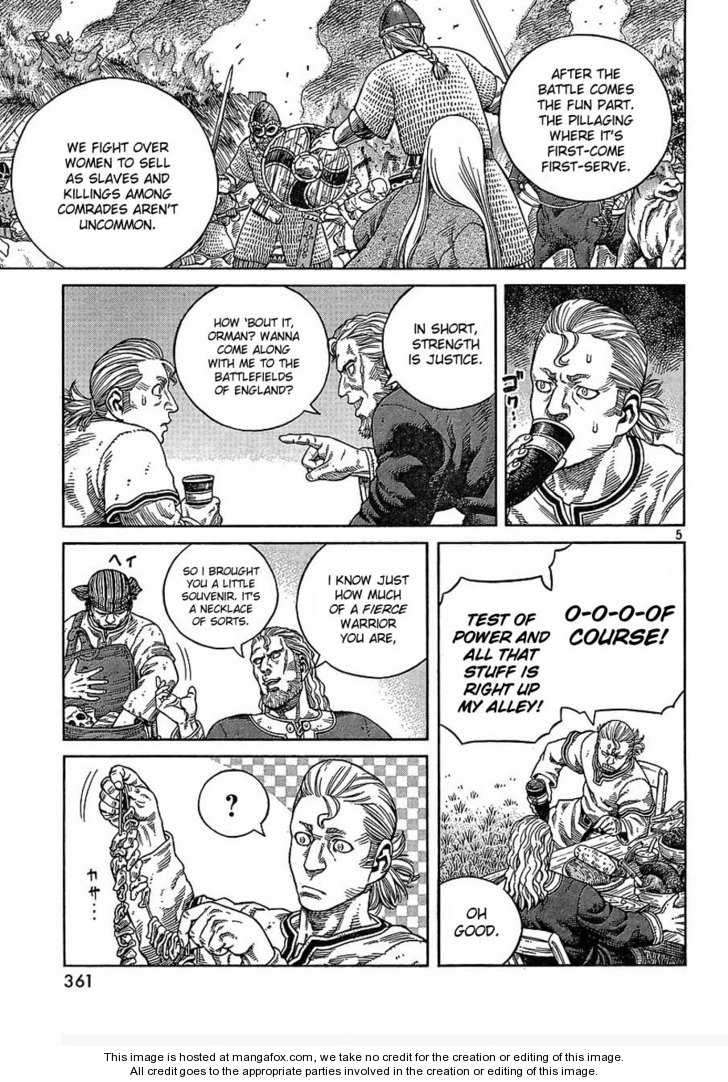 AFTER THE
BATTLE COMES
THE FUN PART.
THE PILLAGING
WHERE IT'S
FIRST-COME
FIRST-SERVE.
WE FIGHT OVER
WOMEN TO SELL
AS SLAVES AND
KILLINGS AMONG
COMRADES AREN'T
UNCOMMON.
ゴク…
IN SHORT,
STRENGTH
IS JUSTICE.
HOW 'BOUT IT,
ORMAN? WANNA
COME ALONG
WITH ME TO THE
BATTLEFIELDS
OF ENGLAND?
5
O-O-O-OF
COURSE!
TEST OF
POWER AND
ALL THAT
STUFF IS
RIGHT UP
MY ALLEY!
OH
GOOD.
I KNOW JUST
HOW MUCH
OF A FIERCE
WARRIOR
YOU ARE,
SO I BROUGHT
YOU A LITTLE
SOUVENIR. IT'S
A NECKLACE
OF SORTS.
ヘイ
?
カサ…
361
This image is hosted at mangafox.com, we take no credit for the creation or editing of this image.
All credit goes to the appropriate parties involved in the creation or editing of this image.